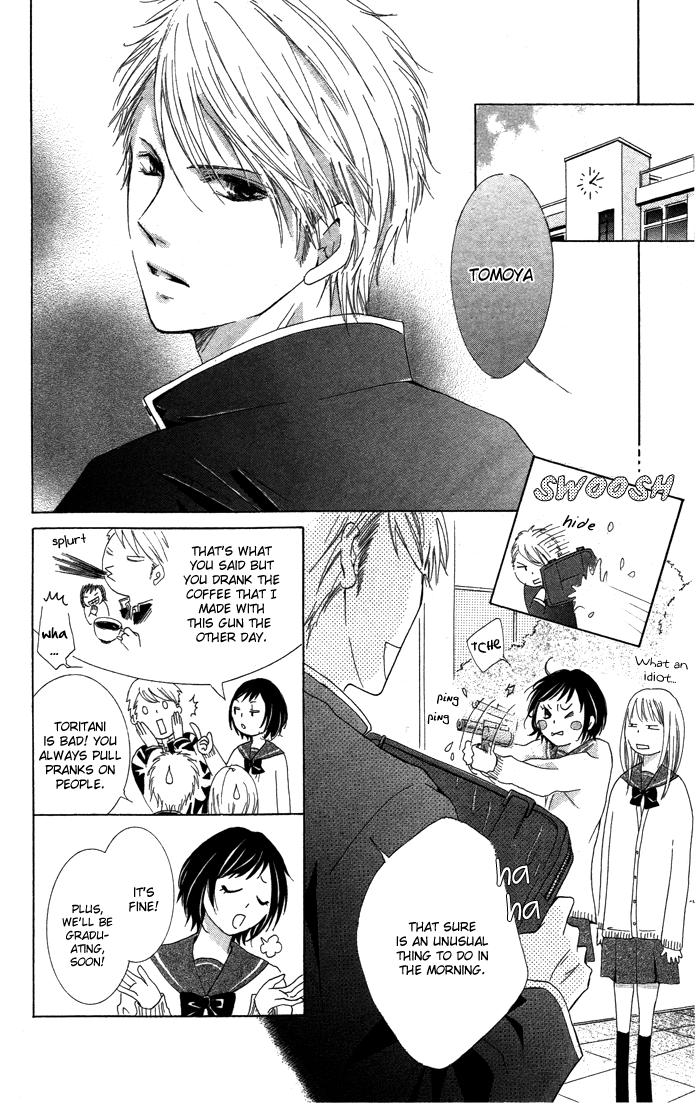 TOMOYA
SWOOSH
hide
TCHE
What an
idiot...
ping
ping
ha
ha
THAT SURE
IS AN UNUSUAL
THING TO DO IN
THE MORNING.
THAT'S WHAT
YOU SAID BUT
YOU DRANK THE
COFFEE THAT I
MADE WITH
THIS GUN THE
OTHER DAY.
splurt
wha
...
TORITANI
IS BAD! YOU
ALWAYS PULL
PRANKS ON
PEOPLE.
IT'S
FINE!
PLUS,
WE'LL BE
GRADU-
ATING,
SOON!